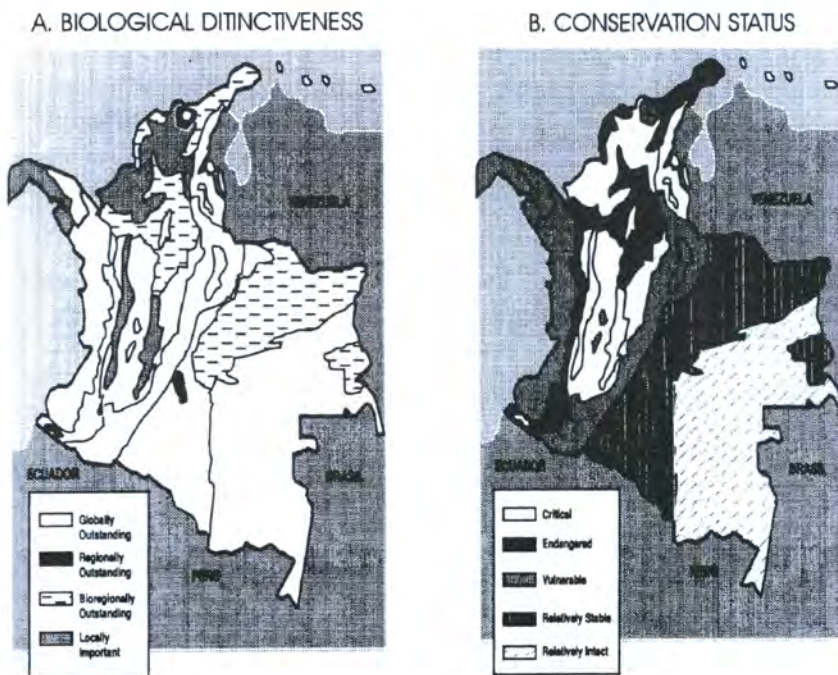 A. BIOLOGICAL DITINCTIVENESS
VENEZUELA
ECUADOR
BRASIL
PERU
Globally
Outstanding
Regionally
Outstanding
Bioregionally
Outstanding
Locally
Important
B. CONSERVATION STATUS
VENEZUELA
ECUADOR
BRASIL
PERU
Critical
Endangered
Vulnerable
Relatively Stable
Relatively Intact